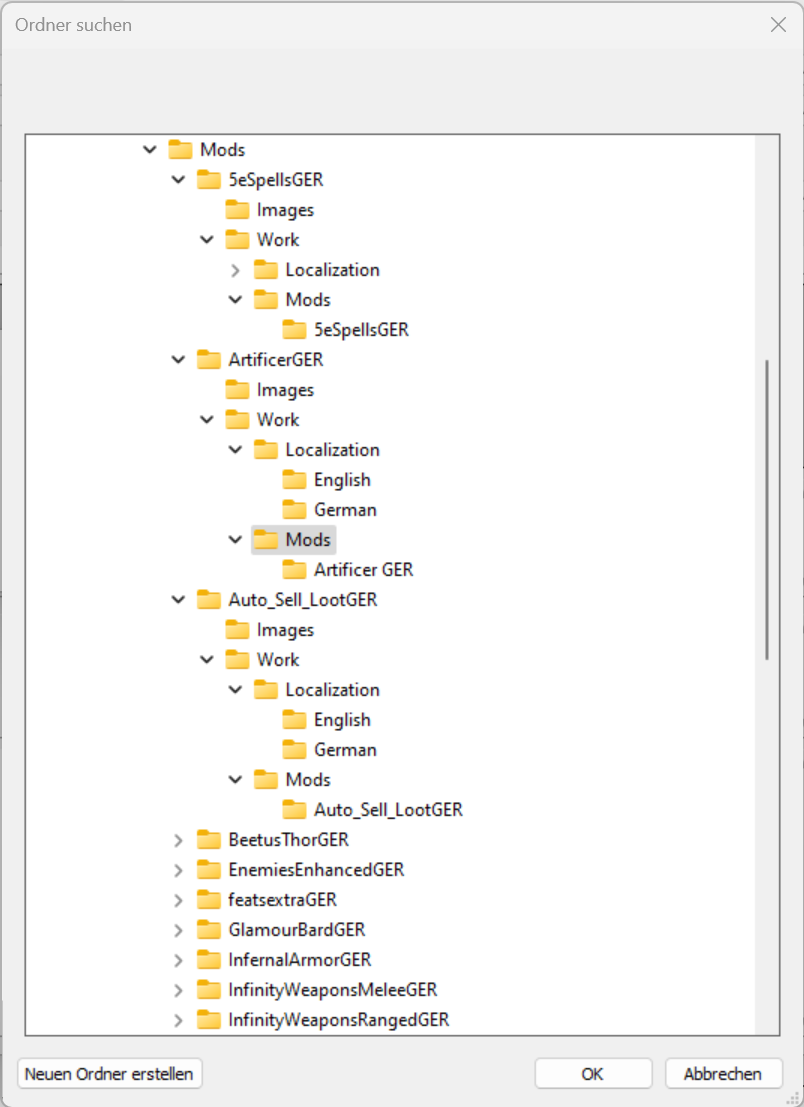 Ordner suchen
Mods
5eSpellsGER
Images
Work
Localization
Mods
5eSpellsGER
ArtificerGER
Images
Work
Localization
English
German
Mods
Artificer GER
Auto_Sell_LootGER
Images
Work
Localization
English
German
Mods
Auto_Sell_LootGER
BeetusThorGER
EnemiesEnhancedGER
featsextraGER
GlamourBardGER
InfernalArmorGER
InfinityWeaponsMeleeGER
InfinityWeaponsRangedGER
Neuen Ordner erstellen OK Abbrechen